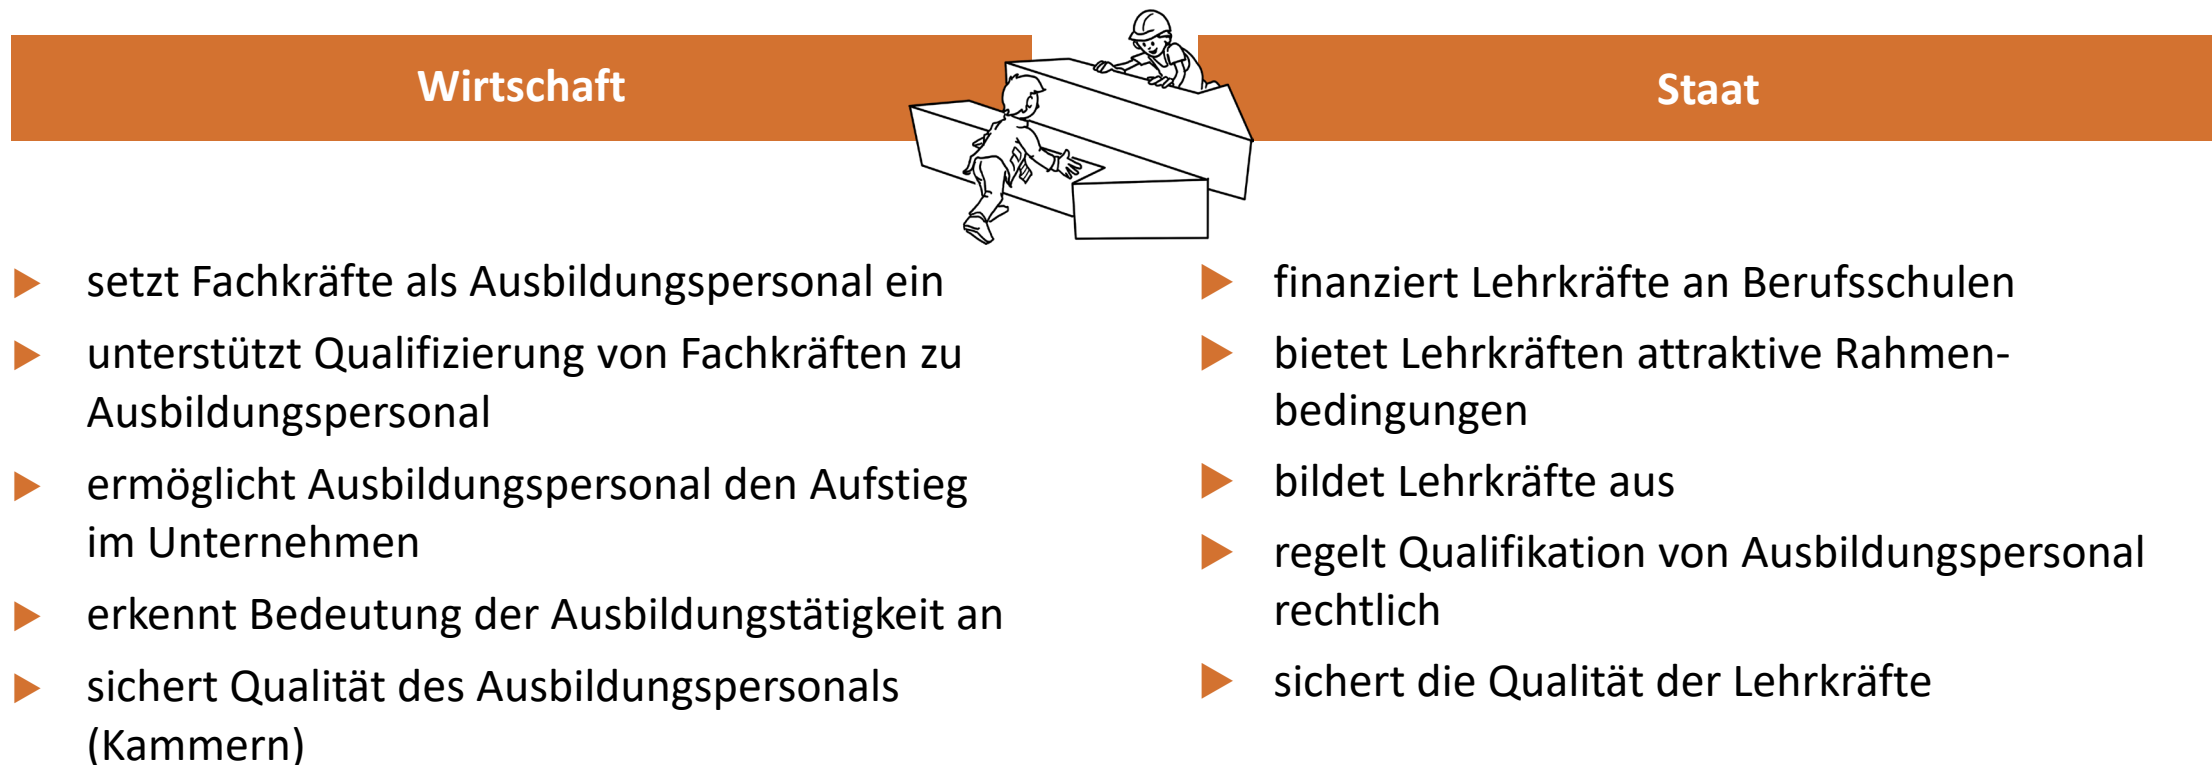 Wirtschaft
setzt Fachkräfte als Ausbildungspersonal ein
unterstützt Qualifizierung von Fachkräften zu
Ausbildungspersonal
ermöglicht Ausbildungspersonal den Aufstieg
im Unternehmen
erkennt Bedeutung der Ausbildungstätigkeit an
sichert Qualität des Ausbildungspersonals
(Kammern)
Staat
finanziert Lehrkräfte an Berufsschulen
bietet Lehrkräften attraktive Rahmen-
bedingungen
bildet Lehrkräfte aus
regelt Qualifikation von Ausbildungspersonal
rechtlich
sichert die Qualität der Lehrkräfte